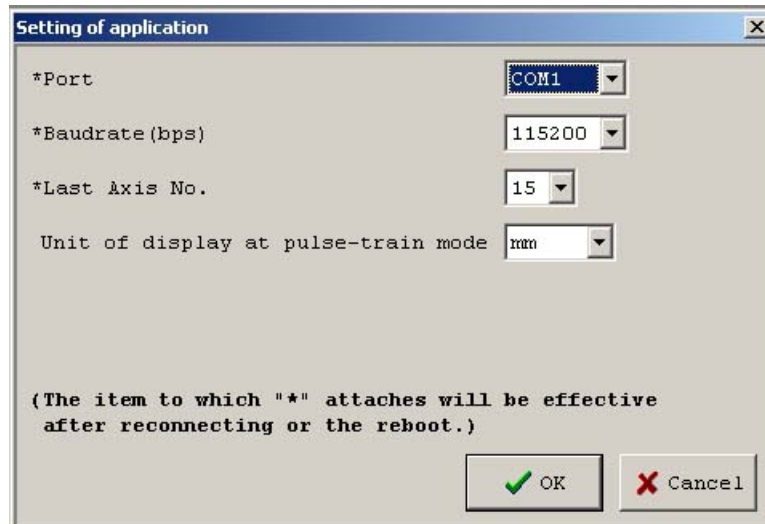 Setting of application
*Port COM1
*Baudrate(bps) 115200
*Last Axis No. 15
Unit of display at pulse-train mode mm
(The item to which "*" attaches will be effective
after reconnecting or the reboot.)
OK Cancel